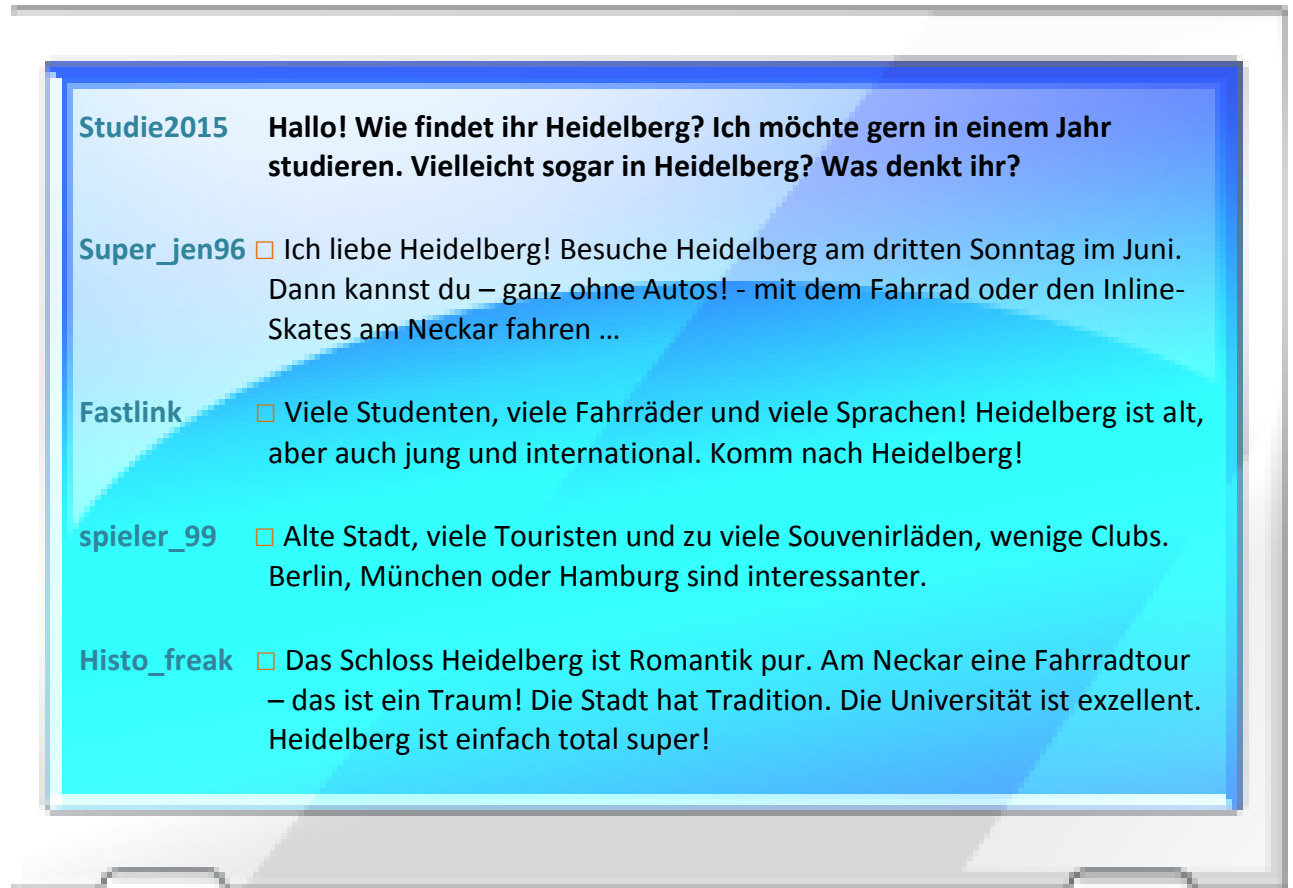 Studie2015 Hallo! Wie findet ihr Heidelberg? Ich möchte gern in einem Jahr
studieren. Vielleicht sogar in Heidelberg? Was denkt ihr?
Super_jen96 □ Ich liebe Heidelberg! Besuche Heidelberg am dritten Sonntag im Juni.
Dann kannst du – ganz ohne Autos! - mit dem Fahrrad oder den Inline-
Skates am Neckar fahren …
Fastlink □ Viele Studenten, viele Fahrräder und viele Sprachen! Heidelberg ist alt,
aber auch jung und international. Komm nach Heidelberg!
spieler_99 □ Alte Stadt, viele Touristen und zu viele Souvenirläden, wenige Clubs.
Berlin, München oder Hamburg sind interessanter.
Histo_freak □ Das Schloss Heidelberg ist Romantik pur. Am Neckar eine Fahrradtour
– das ist ein Traum! Die Stadt hat Tradition. Die Universität ist exzellent.
Heidelberg ist einfach total super!